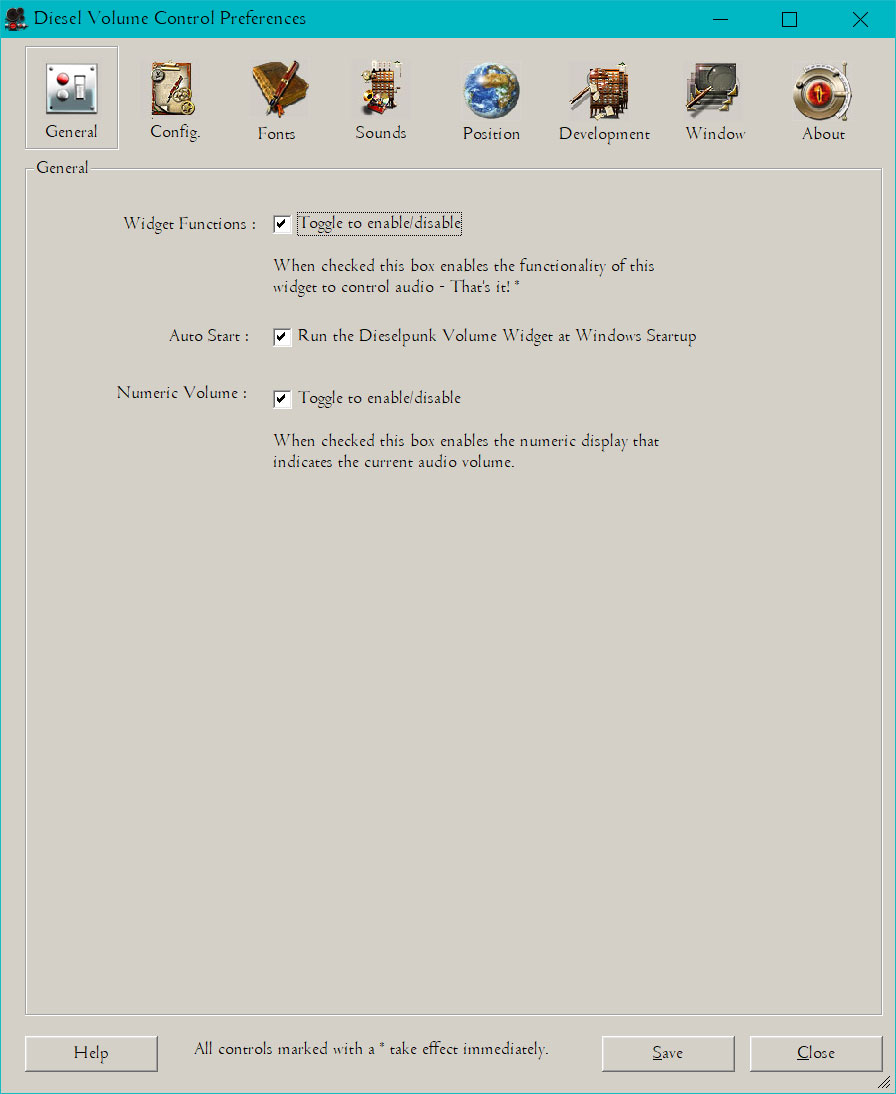 Diesel Volume Control Preferences
General
Config.
Fonts
Sounds
Position
Development
Window
About
General
Widget Functions :
Toggle to enable/disable
When checked this box enables the functionality of this
widget to control audio - That's it! *
Auto Start :
Run the Dieselpunk Volume Widget at Windows Startup
Numeric Volume :
Toggle to enable/disable
When checked this box enables the numeric display that
indicates the current audio volume.
Help
All controls marked with a * take effect immediately.
Save
Close